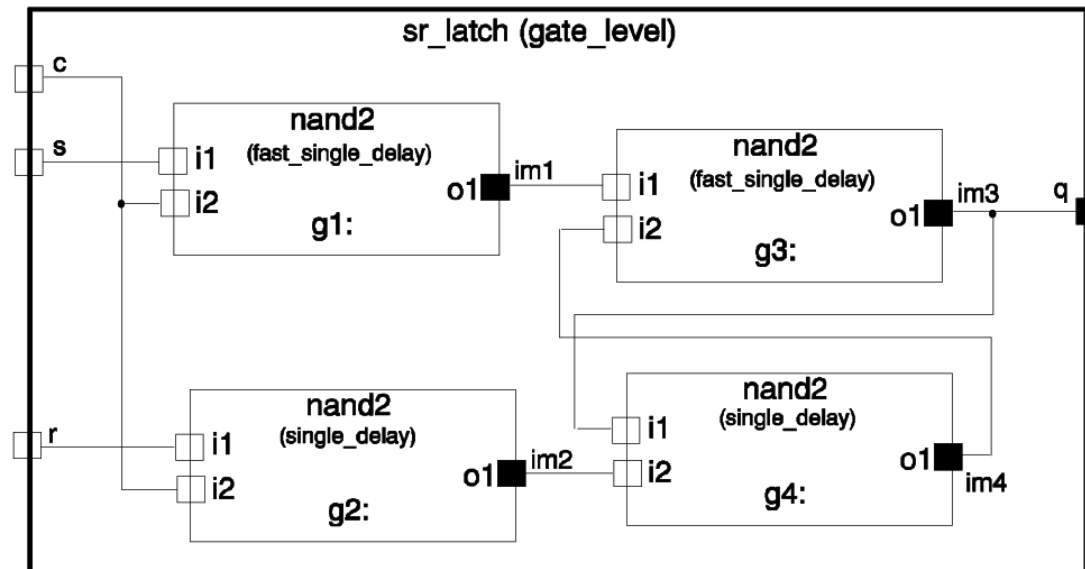 sr_latch (gate_level)
c
s
nand2
(fast_single_delay)
i1
i2
o1
im1
g1:
nand2
(fast_single_delay)
i1
i2
o1
im3
q
g3:
r
nand2
(single_delay)
i1
i2
o1
im2
g2:
nand2
(single_delay)
i1
i2
o1
im4
g4: